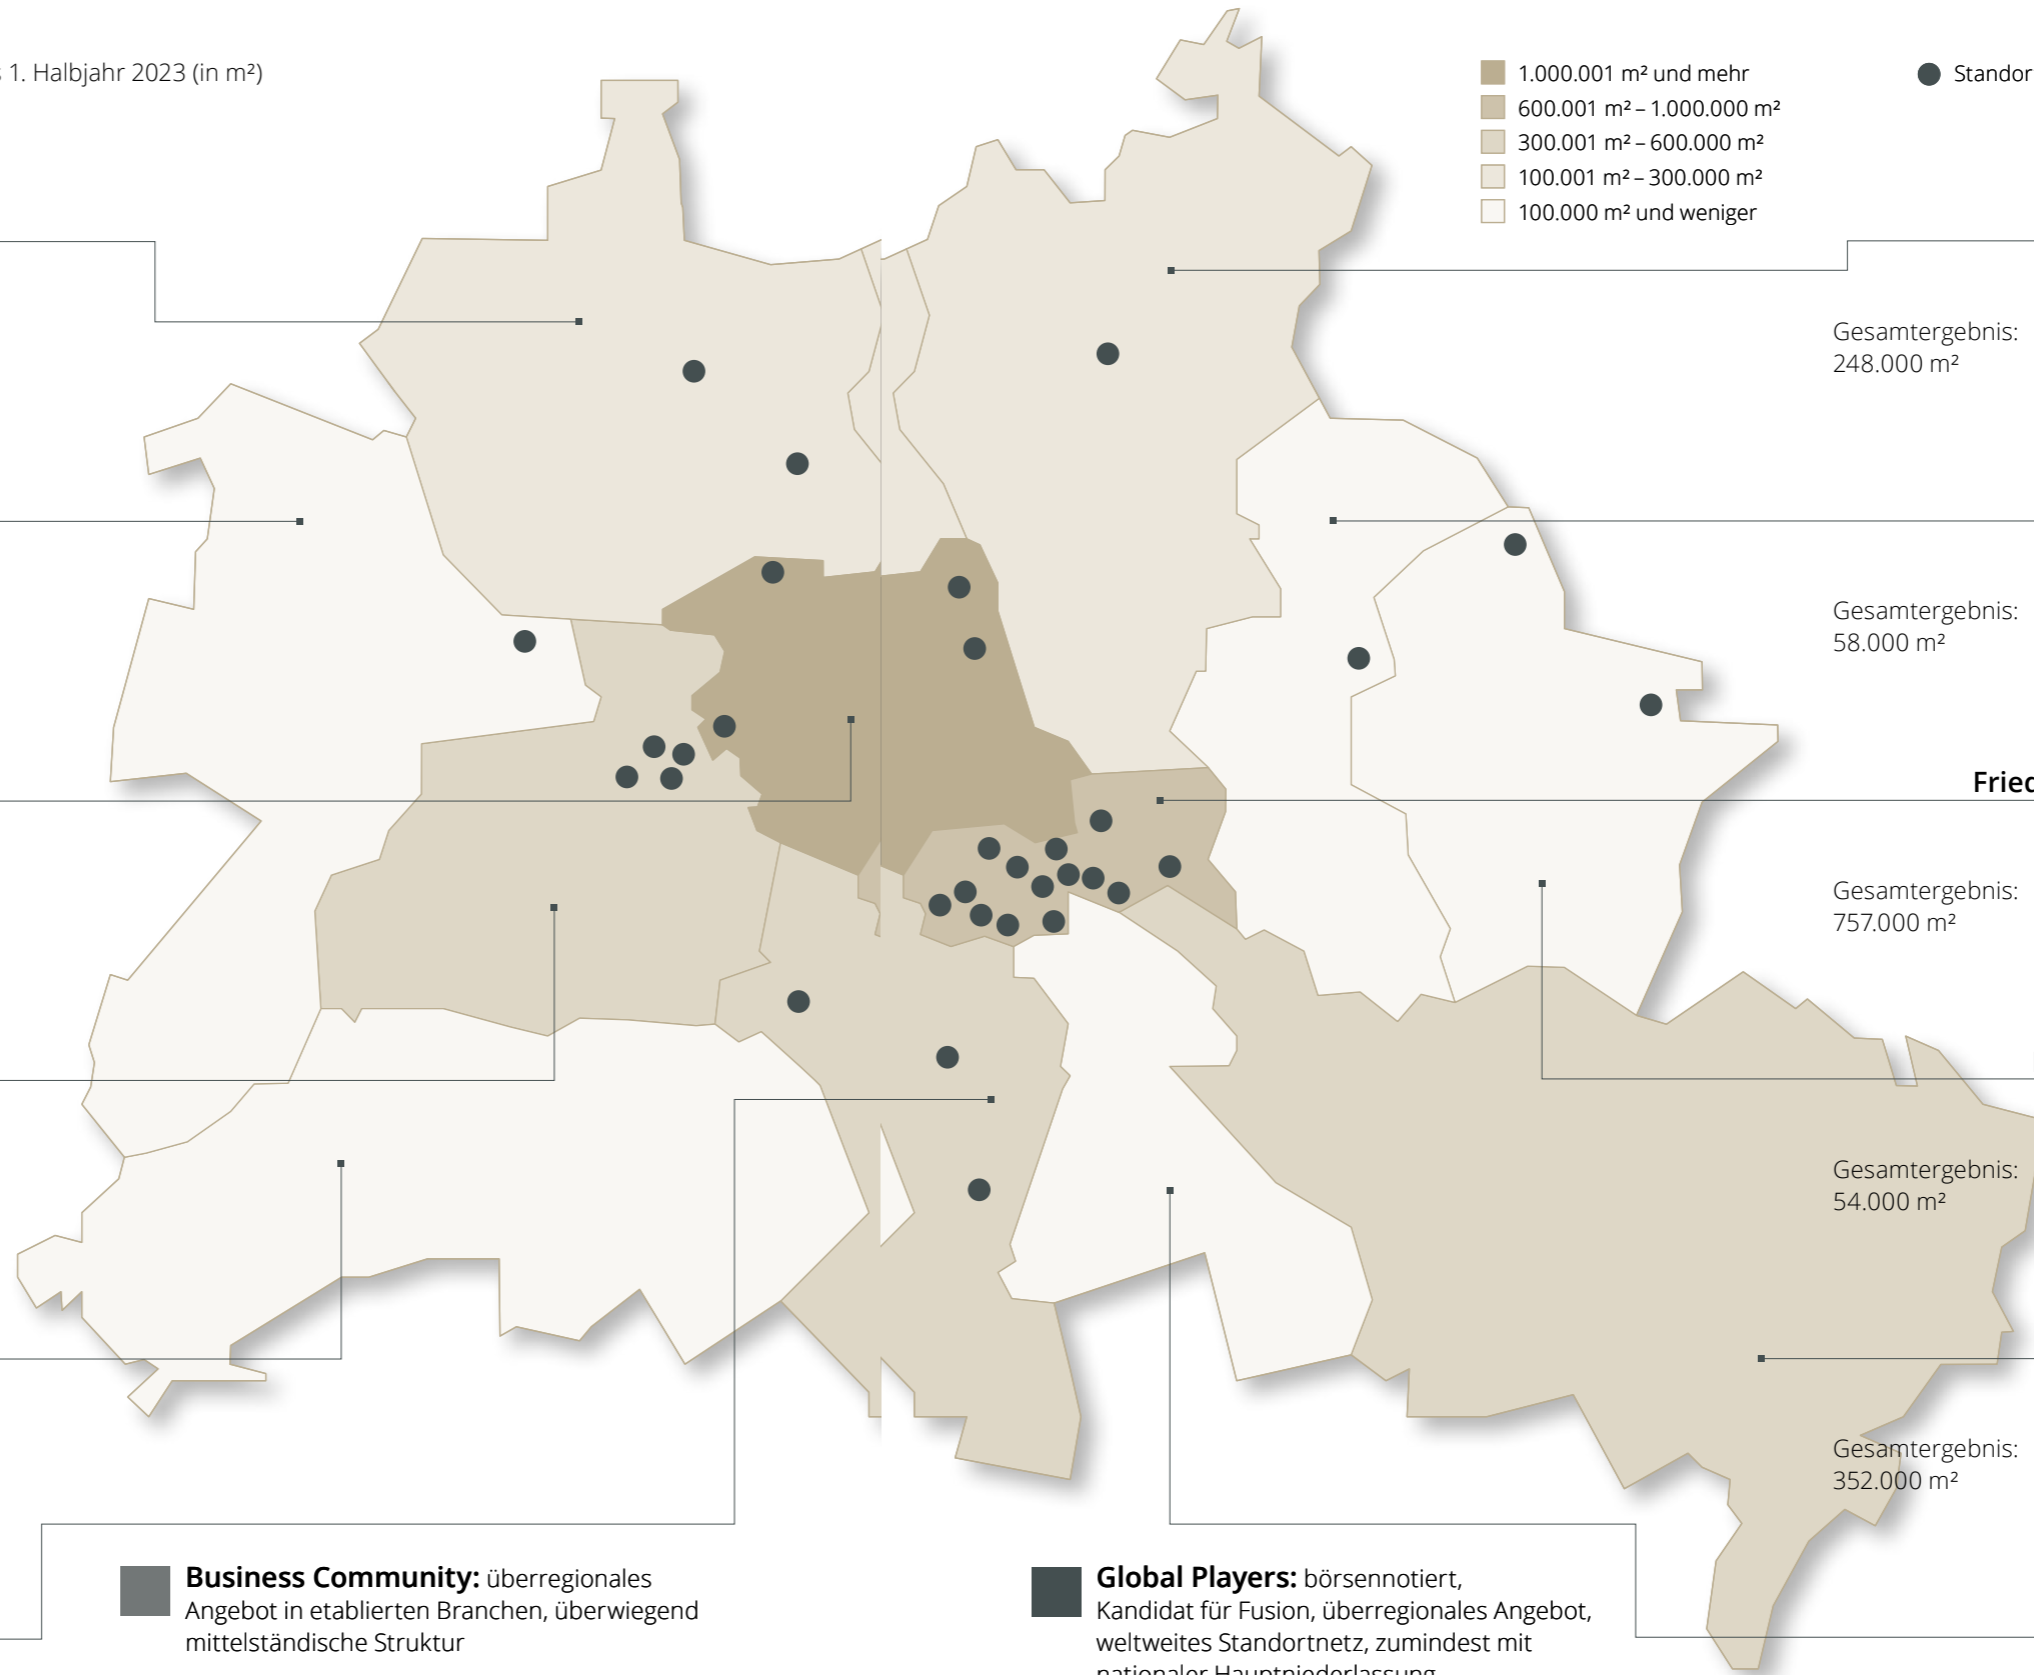 1. Halbjahr 2023 (in m²)
1.000.001 m² und mehr
600.001 m² – 1.000.000 m²
300.001 m² – 600.000 m²
100.001 m² – 300.000 m²
100.000 m² und weniger
Standor
Gesamtergebnis:
248.000 m²
Gesamtergebnis:
58.000 m²
Fried
Gesamtergebnis:
757.000 m²
Gesamtergebnis:
54.000 m²
Gesamtergebnis:
352.000 m²
Business Community: überregionales
Angebot in etablierten Branchen, überwiegend
mittelständische Struktur
Global Players: börsennotiert,
Kandidat für Fusion, überregionales Angebot,
weltweites Standortnetz, zumindest mit
nationaler Hauptniederlassung